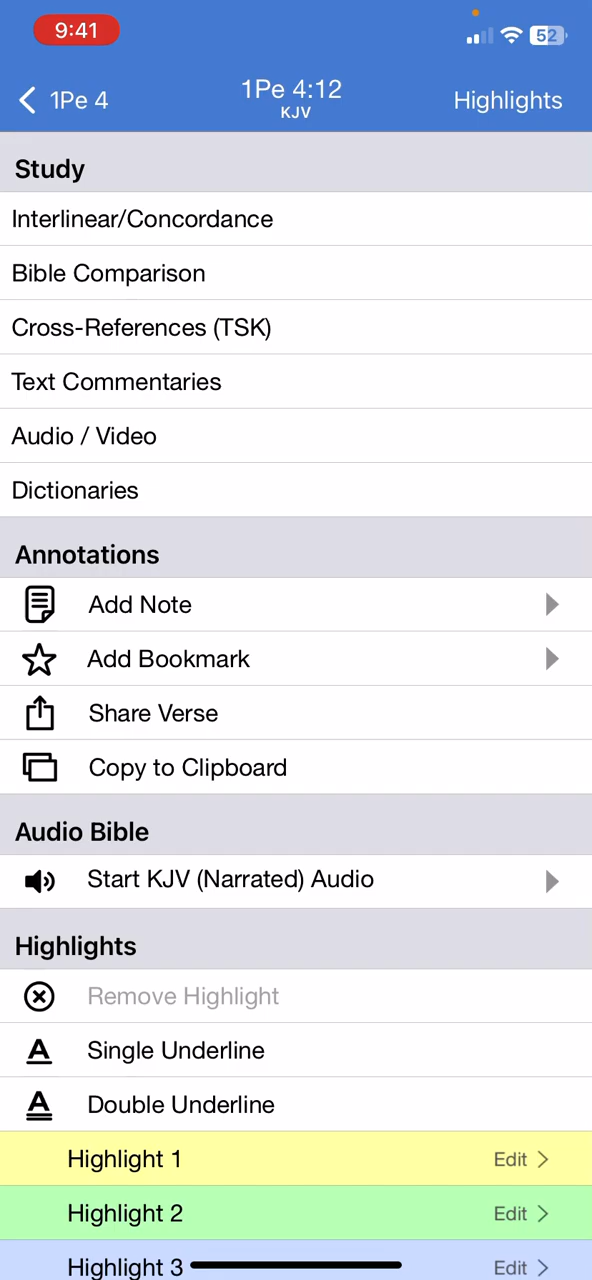 9:41
52
1Pe 4
1Pe 4:12
KJV
Highlights
Study
Interlinear/Concordance
Bible Comparison
Cross-References (TSK)
Text Commentaries
Audio / Video
Dictionaries
Annotations
Add Note
Add Bookmark
Share Verse
Copy to Clipboard
Audio Bible
Start KJV (Narrated) Audio
Highlights
Remove Highlight
A Single Underline
A Double Underline
Highlight 1 Edit
Highlight 2 Edit
Highlight 3 Edit